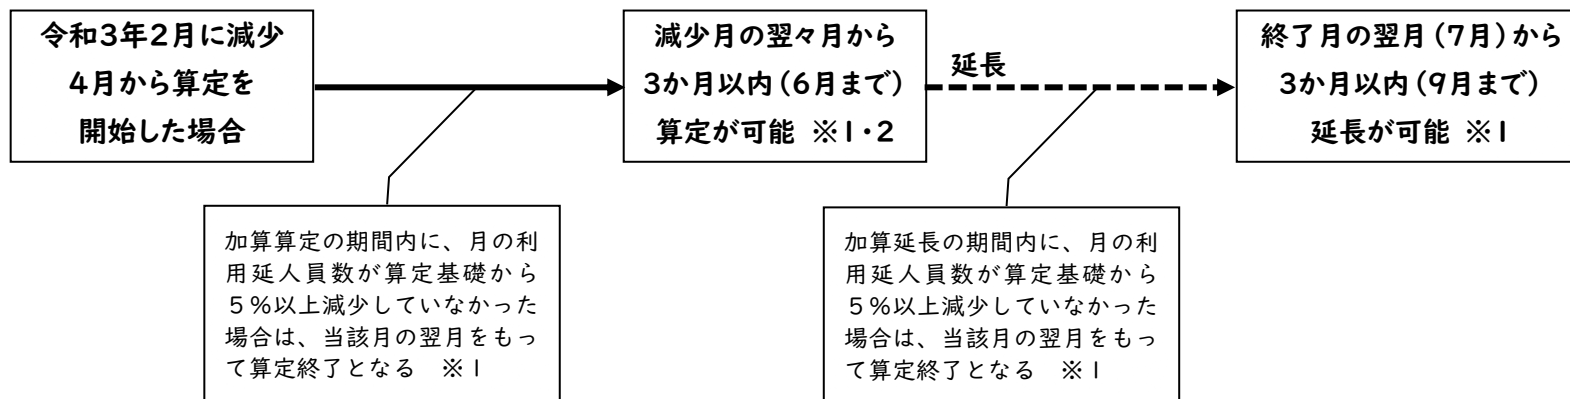 令和3年2月に減少
4月から算定を
開始した場合
減少月の翌々月から
3か月以内(6月まで)
算定が可能 ※1・2
延長
終了月の翌月(7月)から
3か月以内(9月まで)
延長が可能 ※1
加算算定の期間内に、月の利
用延人員数が算定基礎から
5%以上減少していなかった
場合は、当該月の翌月をもっ
て算定終了となる ※1
加算延長の期間内に、月の利
用延人員数が算定基礎から
5%以上減少していなかった
場合は、当該月の翌月をもっ
て算定終了となる ※1